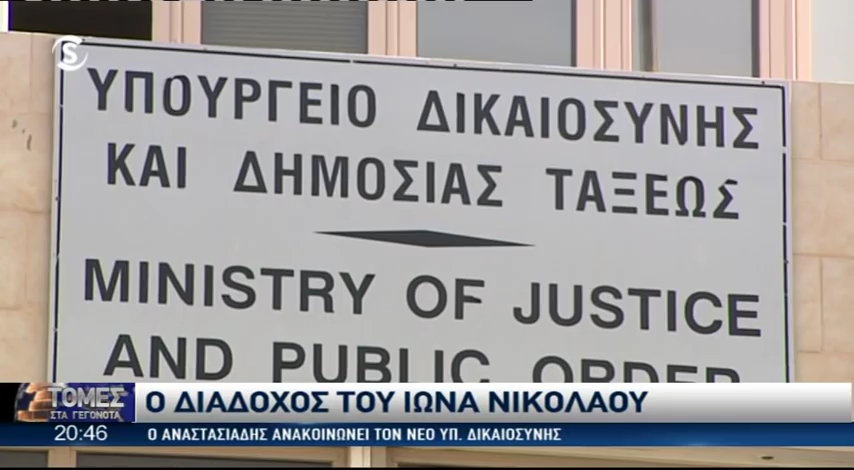 S
ΥΠΟΥΡΓΕΙΟ ΔΙΚΑΙΟΣΥΝΗΣ
ΚΑΙ ΔΗΜΟΣΙΑΣ ΤΑΞΕΩΣ
MINISTRY OF JUSTICE
AND PUBLIC ORDER
ΤΟΜΕΣ
ΣΤΑ ΓΕΓΟΝΟΤΑ
Ο ΔΙΑΔΟΧΟΣ ΤΟΥ ΙΩΝΑ ΝΙΚΟΛΑΟΥ
20:46
Ο ΑΝΑΣΤΑΣΙΑΔΗΣ ΑΝΑΚΟΙΝΩΝΕΙ ΤΟΝ ΝΕΟ ΥΠ. ΔΙΚΑΙΟΣΥΝΗΣ